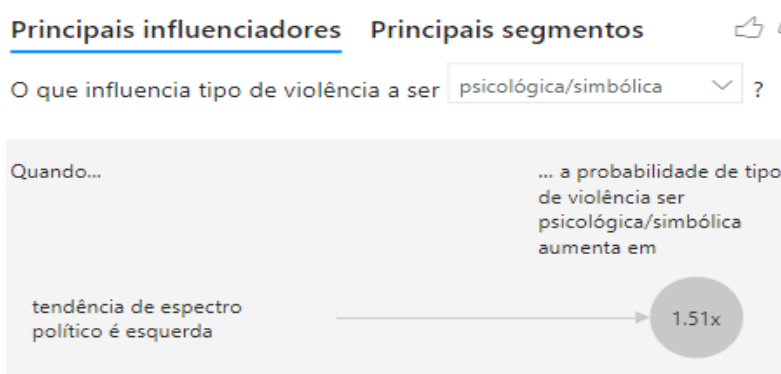 Principais influenciadores Principais segmentos
O que influencia tipo de violência a ser psicológica/simbólica ?
Quando...
... a probabilidade de tipo
de violência ser
psicológica/simbólica
aumenta em
tendência de espectro
político é esquerda
1.51x